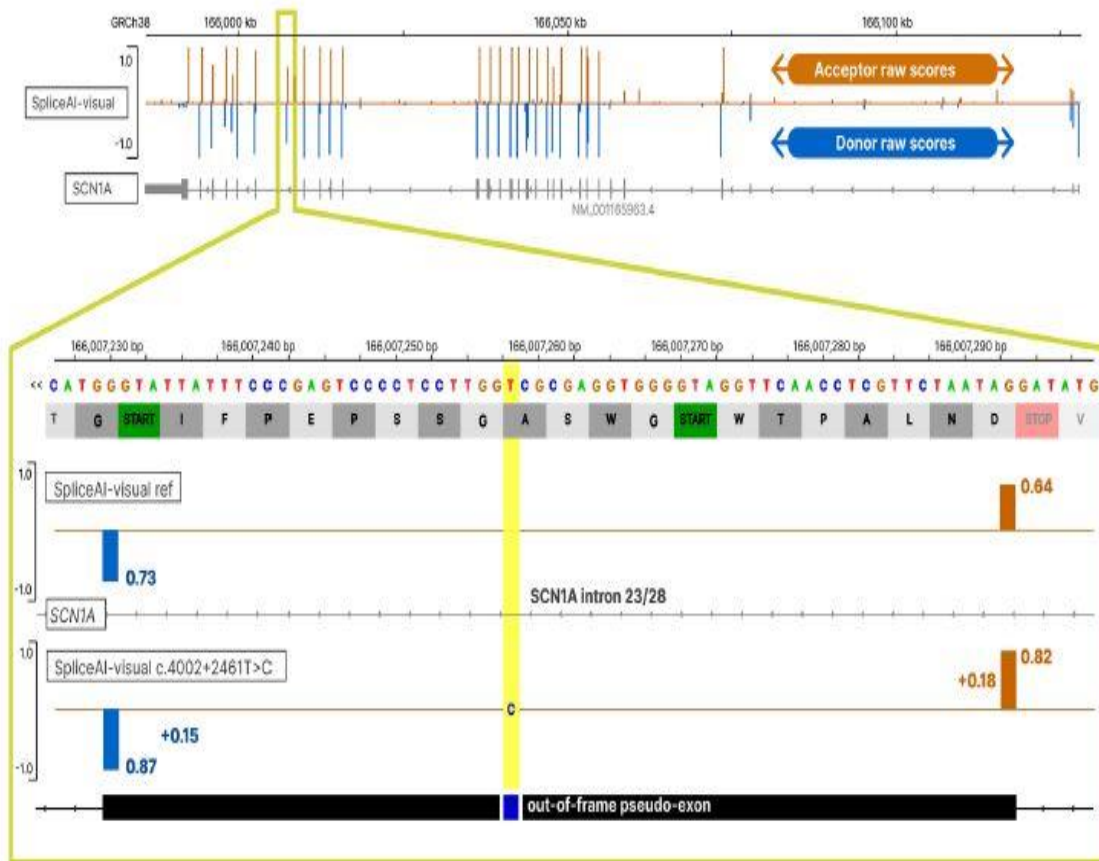 GRCh38 166,000 kb 166,050 kb 166,100 kb
1.0
Acceptor raw scores
SpliceAI-visual
Donor raw scores
-1.0
SCN1A
NM_001165963.4
166,007,230 bp 166,007,240 bp 166,007,250 bp 166,007,260 bp 166,007,270 bp 166,007,280 bp 166,007,290 bp
<< C A T G G G T A T T A T T T C C C G A G T C C C C T C C T T G G T C G C G A G G T G G G G T A G G T T C A A C C T C G T T C T A A T A G G A T A T G
T G START I F P E P S S G A S W G START W T P A L N D STOP V
1.0
SpliceAI-visual ref
0.64
0.73
-1.0
SCN1A intron 23/28
SCN1A
1.0
SpliceAI-visual c.4002+2461T>C
0.82
+0.18
C
+0.15
0.87
-1.0
out-of-frame pseudo-exon